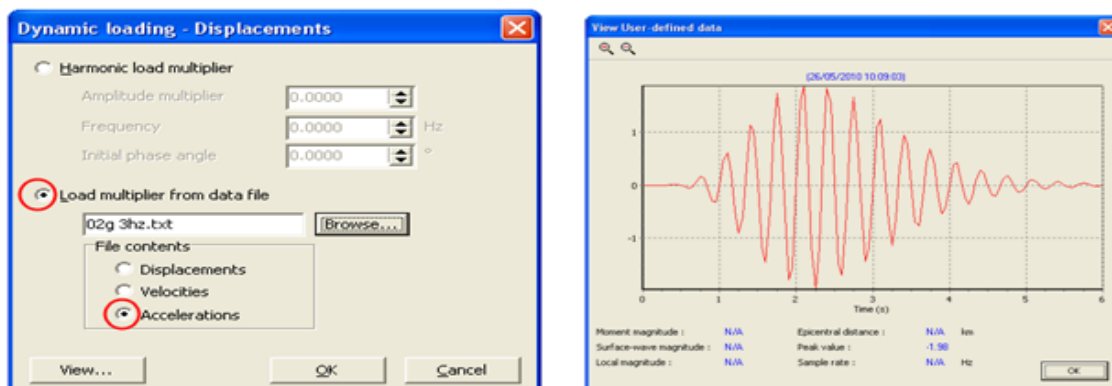 Dynamic loading - Displacements
Harmonic load multiplier
Amplitude multiplier 0.0000
Frequency 0.0000 Hz
Initial phase angle 0.0000 °
Load multiplier from data file
02g 3hz.txt Browse...
File contents
Displacements
Velocities
Accelerations
View... OK Cancel
View User-defined data
(26/05/2010 10:09:03)
1
0
-1
0 1 2 3 4 5 6
Time (s)
Moment magnitude : N/A Epicentral distance : N/A km
Surface-wave magnitude : N/A Peak value : -1.98
Local magnitude : N/A Sample rate : N/A Hz
OK